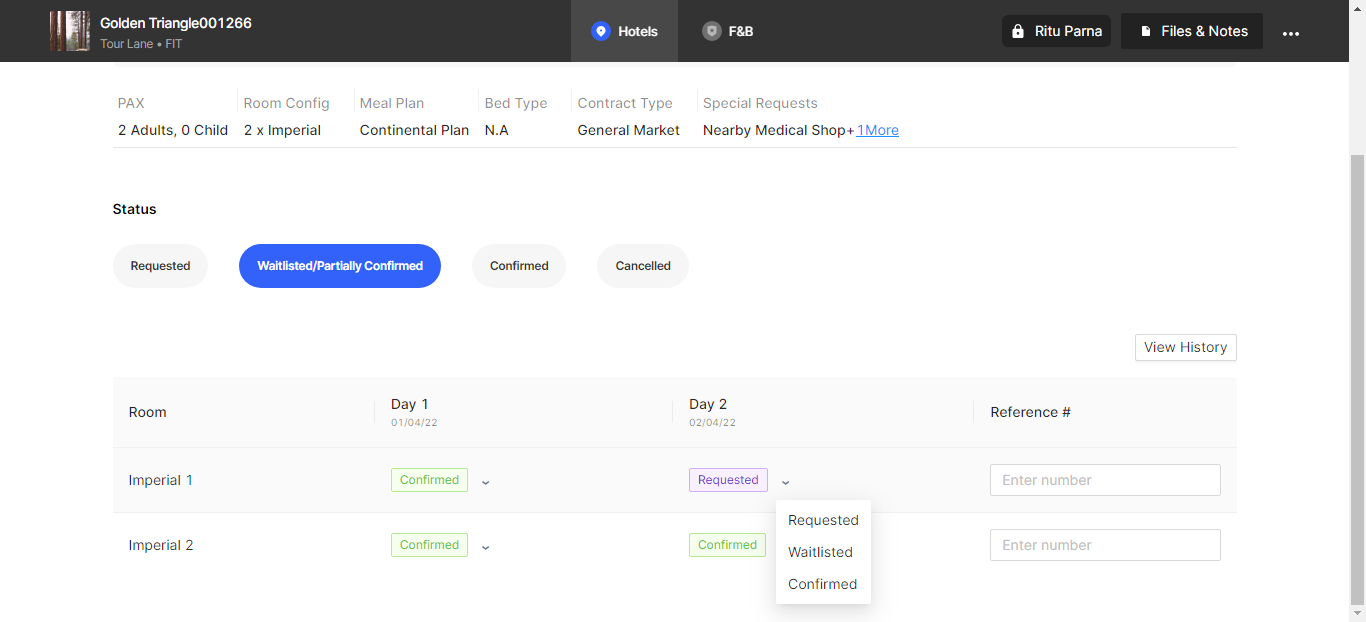 Golden Triangle001266
Tour Lane • FIT
Hotels
F&B
Ritu Parna
Files & Notes
PAX
Room Config
Meal Plan
Bed Type
Contract Type
Special Requests
2 Adults, 0 Child
2 x Imperial
Continental Plan
N.A
General Market
Nearby Medical Shop+ 1More
Status
Requested
Waitlisted/Partially Confirmed
Confirmed
Cancelled
View History
Room
Day 1
01/04/22
Day 2
02/04/22
Reference #
Imperial 1
Confirmed
Requested
Enter number
Requested
Waitlisted
Confirmed
Imperial 2
Confirmed
Confirmed
Enter number